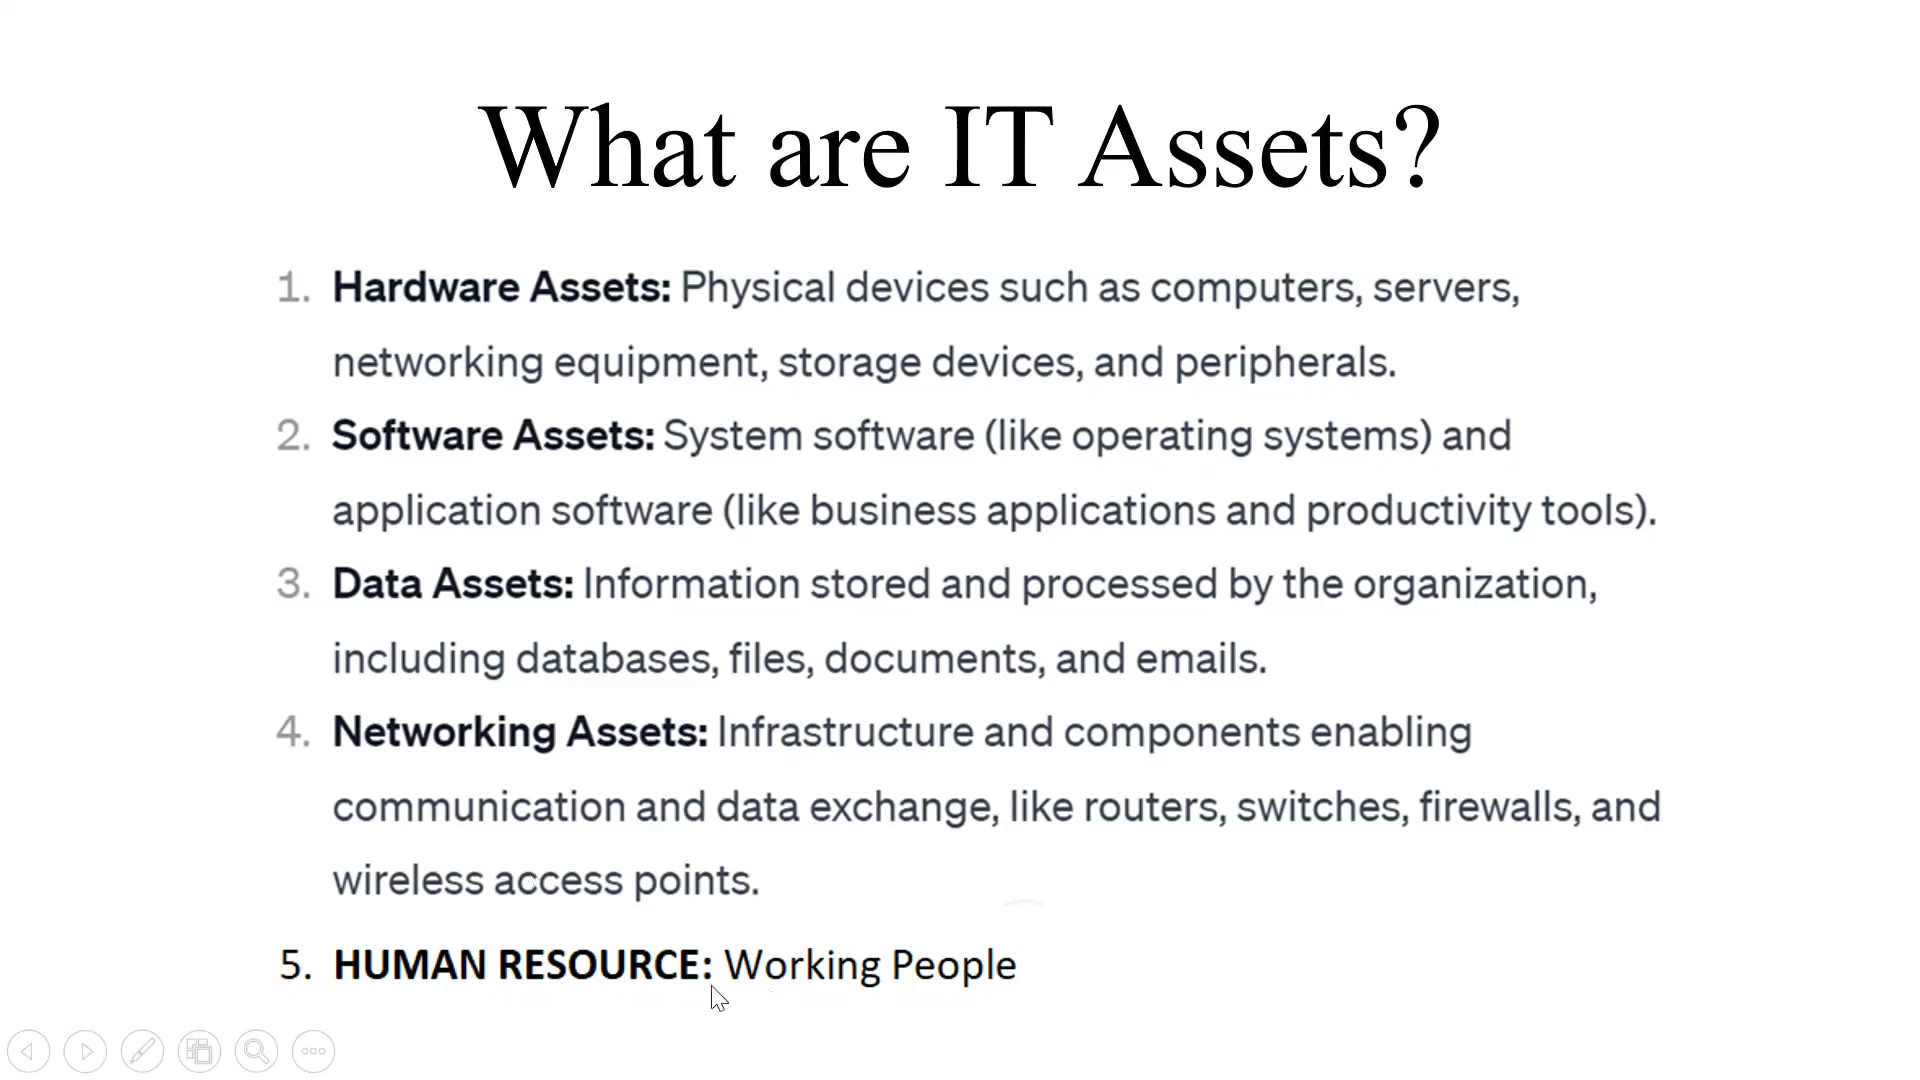 What are IT Assets?
1. Hardware Assets: Physical devices such as computers, servers,
networking equipment, storage devices, and peripherals.
2. Software Assets: System software (like operating systems) and
application software (like business applications and productivity tools).
3. Data Assets: Information stored and processed by the organization,
including databases, files, documents, and emails.
4. Networking Assets: Infrastructure and components enabling
communication and data exchange, like routers, switches, firewalls, and
wireless access points.
5. HUMAN RESOURCE: Working People